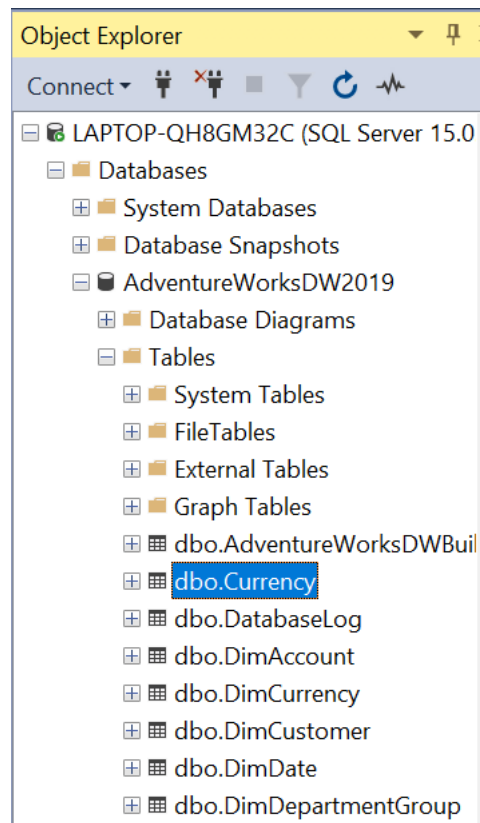 Object Explorer
Connect
LAPTOP-QH8GM32C (SQL Server 15.0
Databases
System Databases
Database Snapshots
AdventureWorksDW2019
Database Diagrams
Tables
System Tables
FileTables
External Tables
Graph Tables
dbo.AdventureWorksDWBuil
dbo.Currency
dbo.DatabaseLog
dbo.DimAccount
dbo.DimCurrency
dbo.DimCustomer
dbo.DimDate
dbo.DimDepartmentGroup